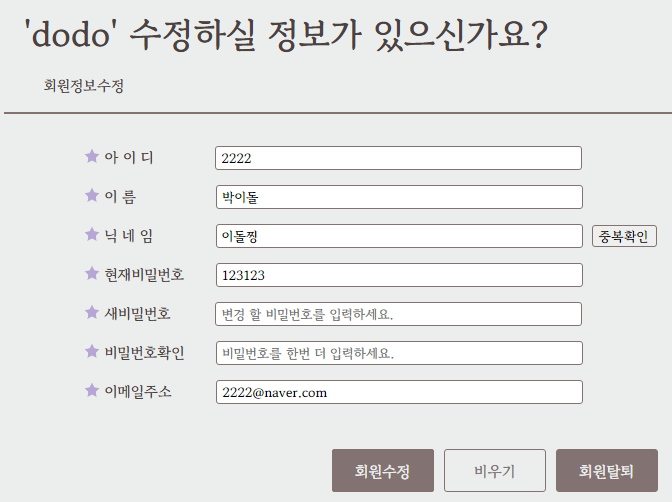 'dodo' 수정하실 정보가 있으신가요?
회원정보수정
아 이 디 2222
이 름 박이돌
닉 네 임 이돌찡 중복확인
현재비밀번호 123123
새비밀번호 변경 할 비밀번호를 입력하세요.
비밀번호확인 비밀번호를 한번 더 입력하세요.
이메일주소 2222@naver.com
회원수정 비우기 회원탈퇴